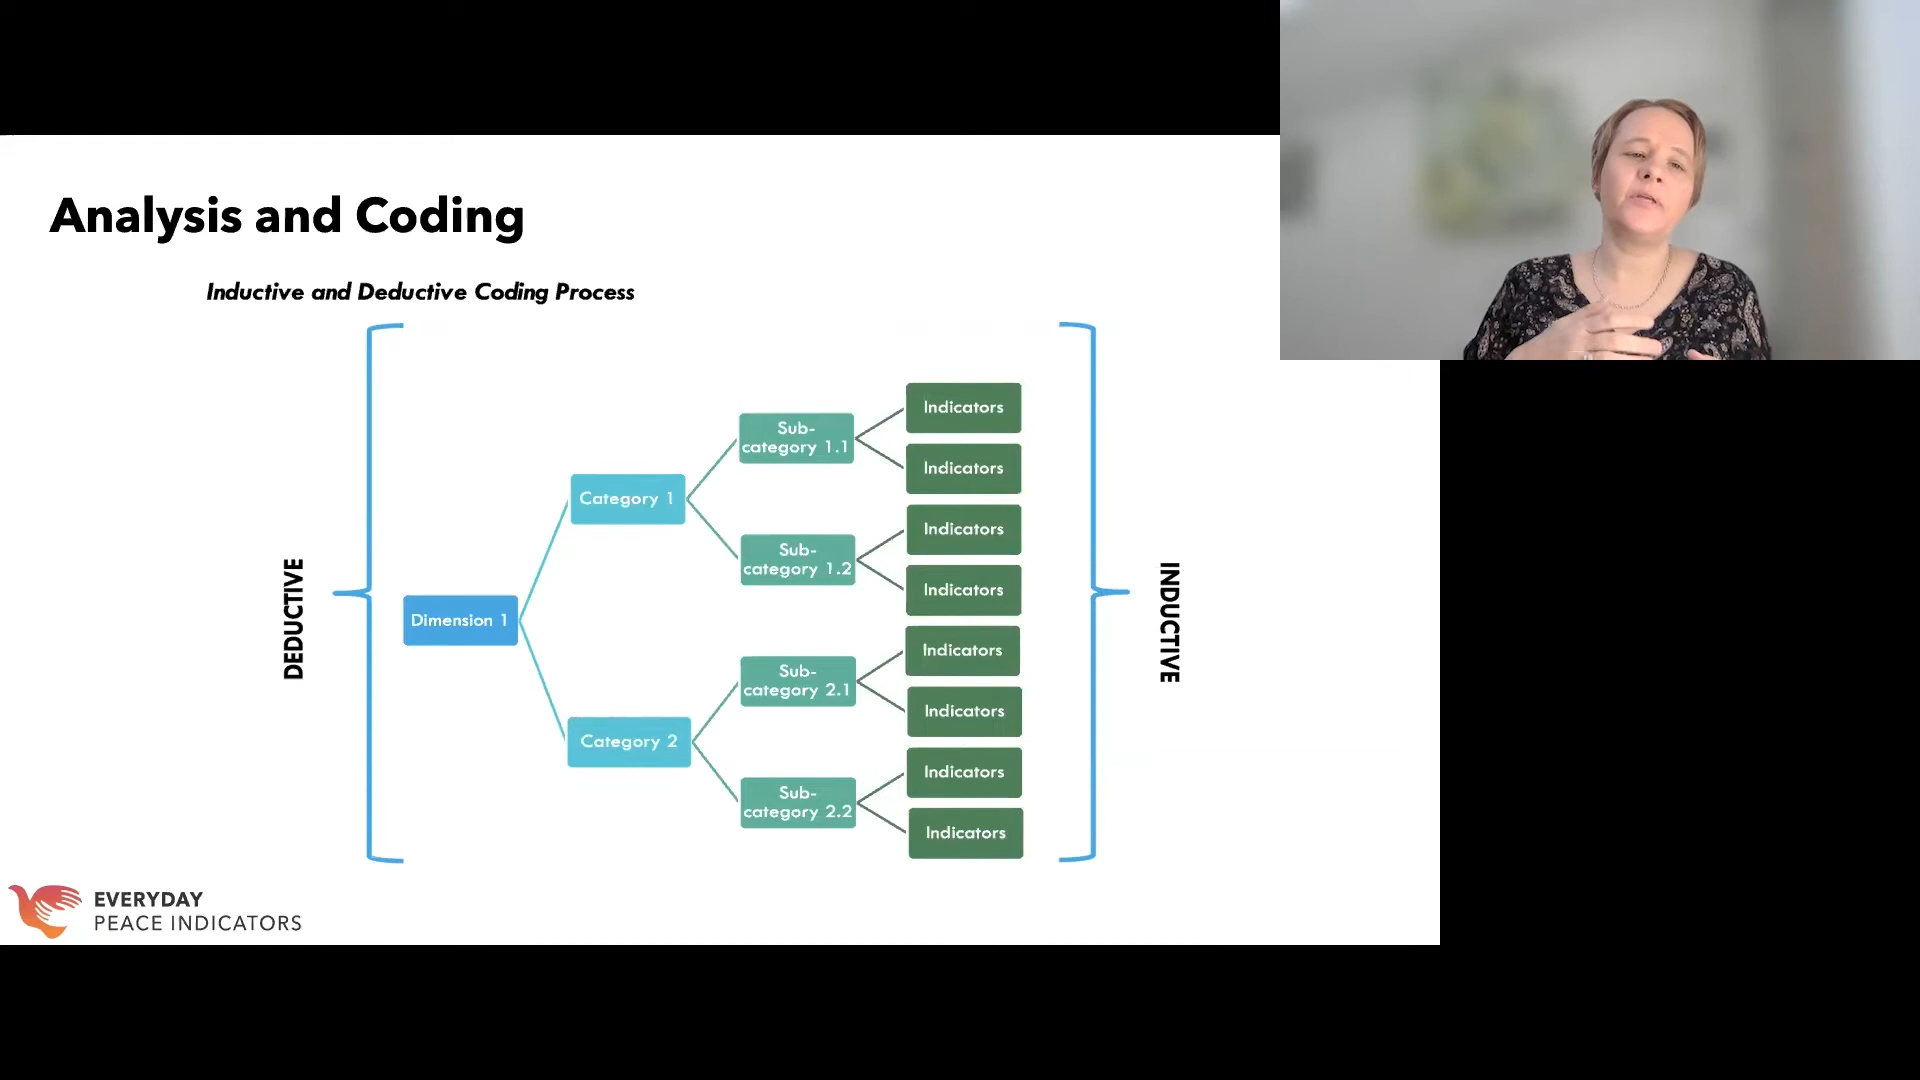 Analysis and Coding
Inductive and Deductive Coding Process
DEDUCTIVE
Dimension 1
Category 1
Category 2
Sub-
category 1.1
Sub-
category 1.2
Sub-
category 2.1
Sub-
category 2.2
Indicators
Indicators
Indicators
Indicators
Indicators
Indicators
Indicators
Indicators
INDUCTIVE
EVERYDAY
PEACE INDICATORS